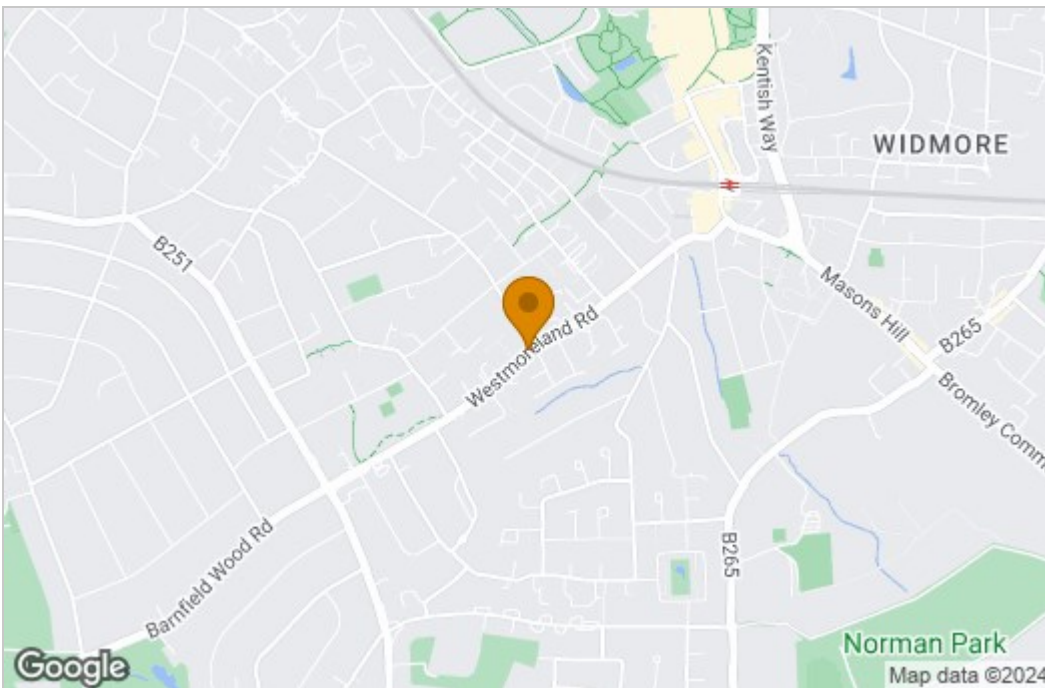 Kentish Way
WIDMORE
B251
Masons Hill
Westmoreland Rd
B265
Bromley Comm
Barnfield Wood Rd
B265
Norman Park
Google
Map data ©2024